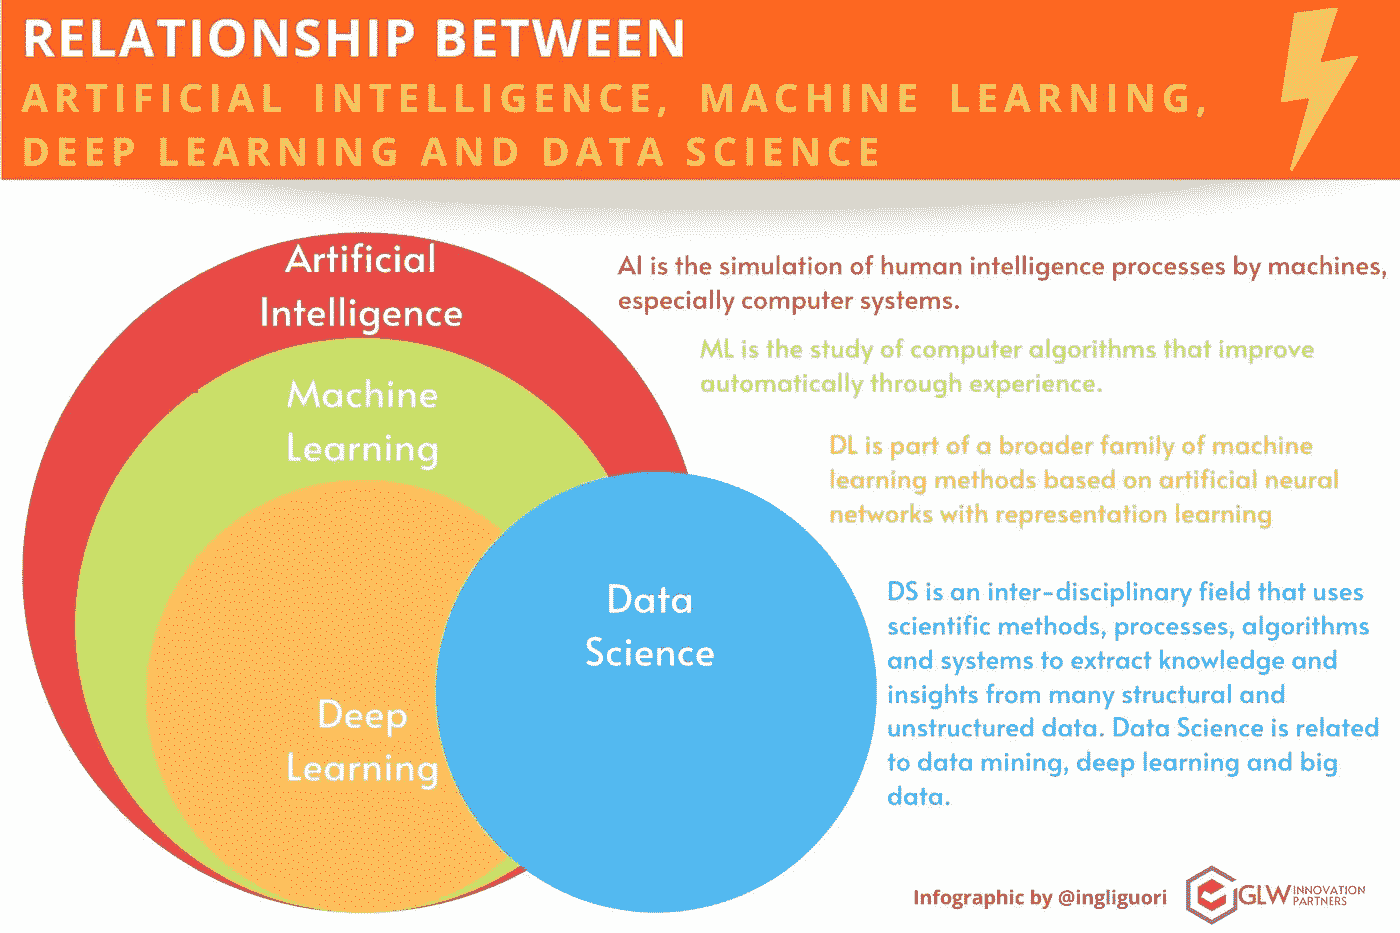 RELATIONSHIP BETWEEN
ARTIFICIAL INTELLIGENCE, MACHINE LEARNING,
DEEP LEARNING AND DATA SCIENCE
Artificial
Intelligence
Machine
Learning
Deep
Learning
Data
Science
AI is the simulation of human intelligence processes by machines,
especially computer systems.
ML is the study of computer algorithms that improve
automatically through experience.
DL is part of a broader family of machine
learning methods based on artificial neural
networks with representation learning
DS is an inter-disciplinary field that uses
scientific methods, processes, algorithms
and systems to extract knowledge and
insights from many structural and
unstructured data. Data Science is related
to data mining, deep learning and big
data.
Infographic by @ingliguori
GLW INNOVATION
PARTNERS